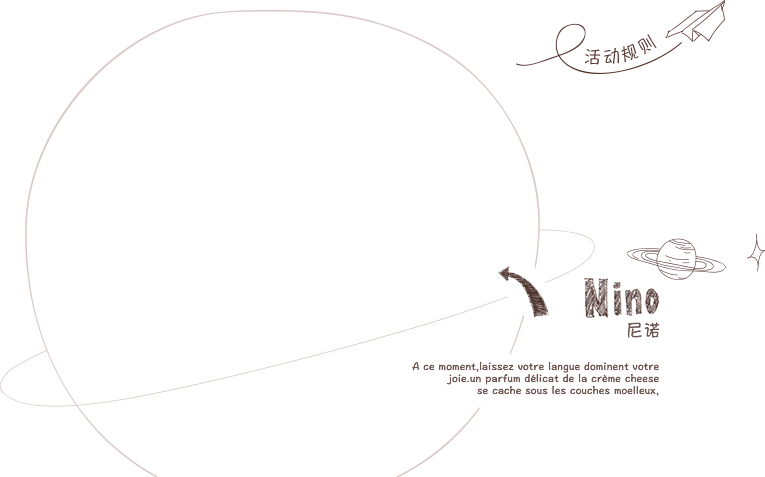 活动规则
Nino
尼诺
A ce moment,laissez votre langue dominent votre
joie.un parfum délicat de la crème cheese
se cache sous les couches moelleux,